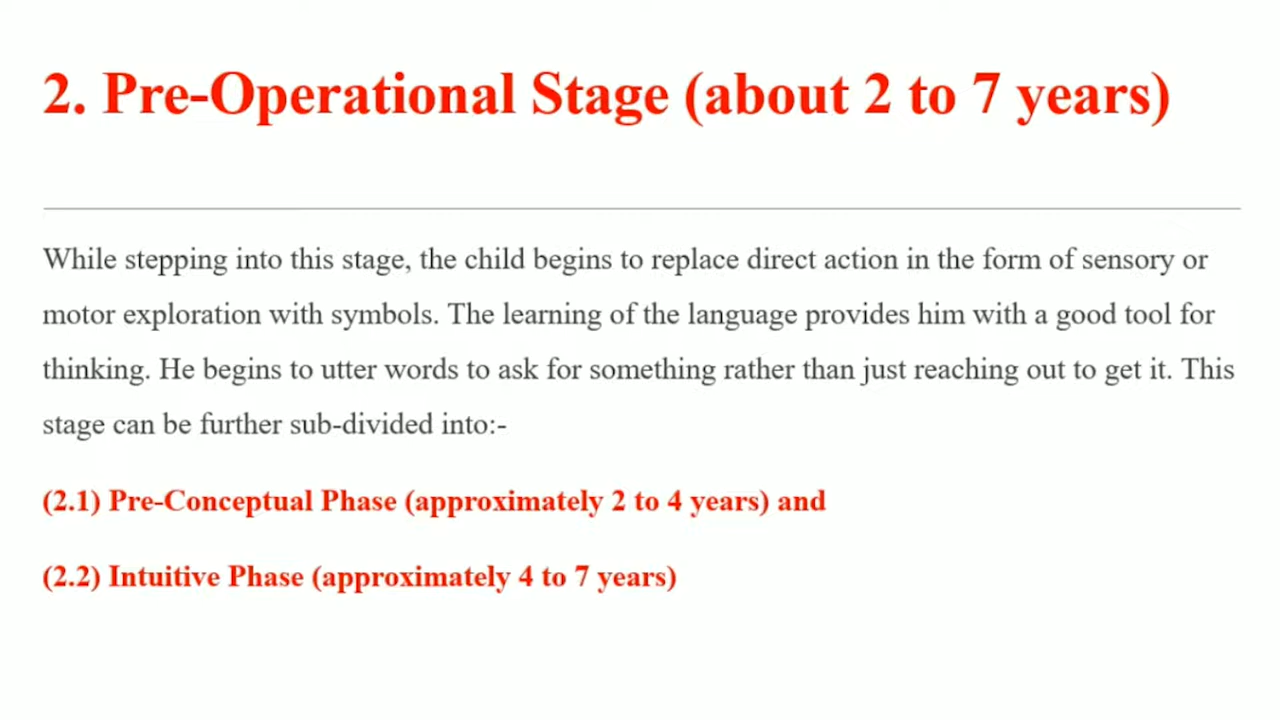 2. Pre-Operational Stage (about 2 to 7 years)
While stepping into this stage, the child begins to replace direct action in the form of sensory or
motor exploration with symbols. The learning of the language provides him with a good tool for
thinking. He begins to utter words to ask for something rather than just reaching out to get it. This
stage can be further sub-divided into:-
(2.1) Pre-Conceptual Phase (approximately 2 to 4 years) and
(2.2) Intuitive Phase (approximately 4 to 7 years)